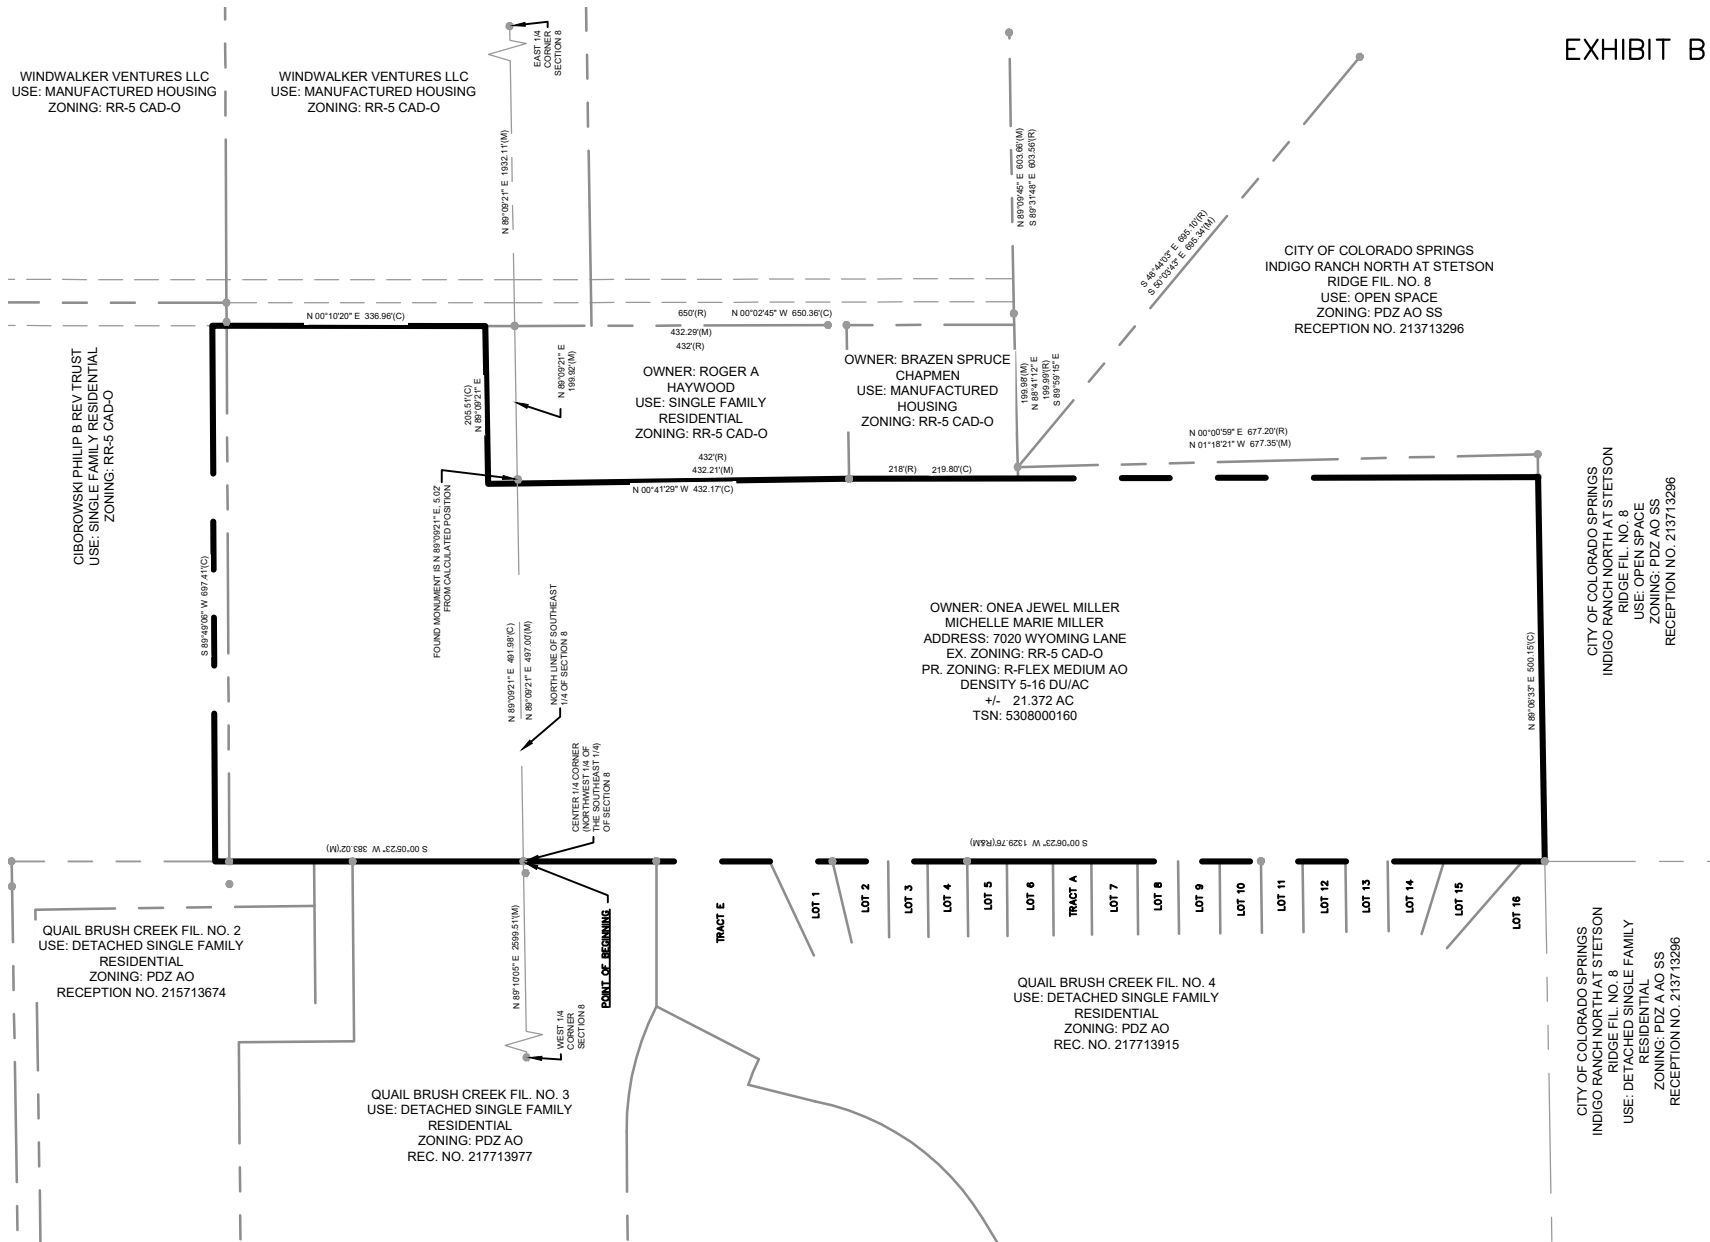 EXHIBIT B
WINDWALKER VENTURES LLC
USE: MANUFACTURED HOUSING
ZONING: RR-5 CAD-O
WINDWALKER VENTURES LLC
USE: MANUFACTURED HOUSING
ZONING: RR-5 CAD-O
EAST 1/4
CORNER
SECTION 8
N 89°09'21" E 1932.11'(M)
N 89°09'45" E 603.66'(M)
S 89°31'48" E 603.56'(R)
S 48°44'03" E 695.10'(R)
S 50°03'43" E 695.34'(M)
CITY OF COLORADO SPRINGS
INDIGO RANCH NORTH AT STETSON
RIDGE FIL. NO. 8
USE: OPEN SPACE
ZONING: PDZ AO SS
RECEPTION NO. 213713296
N 00°10'20" E 336.96'(C)
650'(R)
N 00°02'45" W 650.36'(C)
432.29'(M)
432'(R)
CIBOROWSKI PHILIP B REV TRUST
USE: SINGLE FAMILY RESIDENTIAL
ZONING: RR-5 CAD-O
205.51'(C)
N 89°09'21" E
N 89°09'21" E
199.92'(M)
OWNER: ROGER A
HAYWOOD
USE: SINGLE FAMILY
RESIDENTIAL
ZONING: RR-5 CAD-O
OWNER: BRAZEN SPRUCE
CHAPMEN
USE: MANUFACTURED
HOUSING
ZONING: RR-5 CAD-O
199.98'(M)
N 88°41'12" E
199.99'(R)
S 89°59'15" E
N 00°00'59" E 677.20'(R)
N 01°18'21" W 677.35'(M)
432'(R)
432.21'(M)
N 00°41'29" W 432.17'(C)
218'(R)
219.80'(C)
CITY OF COLORADO SPRINGS
INDIGO RANCH NORTH AT STETSON
RIDGE FIL. NO. 8
USE: OPEN SPACE
ZONING: PDZ AO SS
RECEPTION NO. 213713296
FOUND MONUMENT IS N 89°09'21" E, 5.02'
FROM CALCULATED POSITION
S 89°49'06" W 697.41'(C)
N 89°09'21" E 491.98'(C)
N 89°09'21" E 497.00'(M)
NORTH LINE OF SOUTHEAST
1/4 OF SECTION 8
OWNER: ONEA JEWEL MILLER
MICHELLE MARIE MILLER
ADDRESS: 7020 WYOMING LANE
EX. ZONING: RR-5 CAD-O
PR. ZONING: R-FLEX MEDIUM AO
DENSITY 5-16 DU/AC
+/- 21.372 AC
TSN: 5308000160
N 89°06'33" E 500.15'(C)
CENTER 1/4 CORNER
(NORTHWEST 1/4 OF
THE SOUTHEAST 1/4)
OF SECTION 8
S 00°05'23" W 383.02'(M)
S 00°06'23" W 1329.76'(R&M)
POINT OF BEGINNING
TRACT E
LOT 1
LOT 2
LOT 3
LOT 4
LOT 5
LOT 6
TRACT A
LOT 7
LOT 8
LOT 9
LOT 10
LOT 11
LOT 12
LOT 13
LOT 14
LOT 15
LOT 16
QUAIL BRUSH CREEK FIL. NO. 2
USE: DETACHED SINGLE FAMILY
RESIDENTIAL
ZONING: PDZ AO
RECEPTION NO. 215713674
N 89°10'05" E 2599.51'(M)
WEST 1/4
CORNER
SECTION 8
QUAIL BRUSH CREEK FIL. NO. 4
USE: DETACHED SINGLE FAMILY
RESIDENTIAL
ZONING: PDZ AO
REC. NO. 217713915
CITY OF COLORADO SPRINGS
INDIGO RANCH NORTH AT STETSON
RIDGE FIL. NO. 8
USE: DETACHED SINGLE FAMILY
RESIDENTIAL
ZONING: PDZ A AO SS
RECEPTION NO. 213713296
QUAIL BRUSH CREEK FIL. NO. 3
USE: DETACHED SINGLE FAMILY
RESIDENTIAL
ZONING: PDZ AO
REC. NO. 217713977